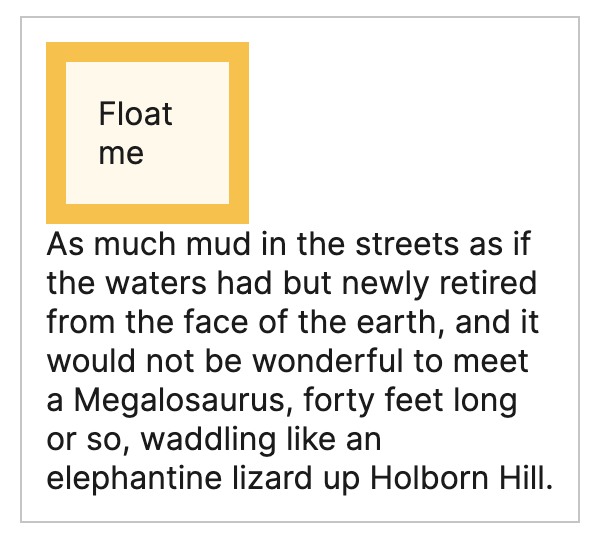 Float
me
As much mud in the streets as if
the waters had but newly retired
from the face of the earth, and it
would not be wonderful to meet
a Megalosaurus, forty feet long
or so, waddling like an
elephantine lizard up Holborn Hill.